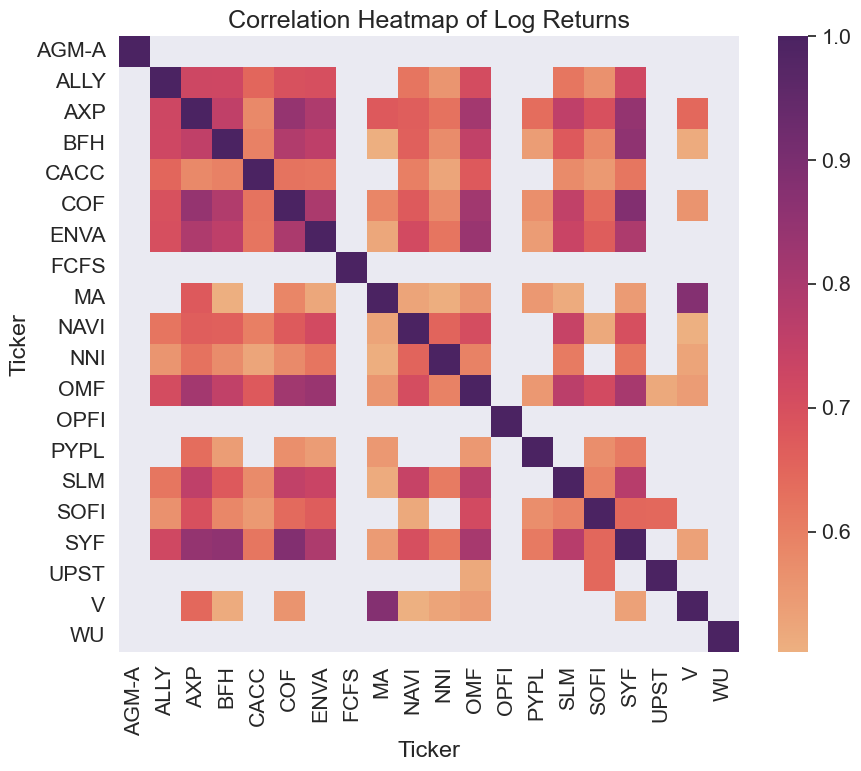 Correlation Heatmap of Log Returns
AGM-A
ALLY
AXP
BFH
CACC
COF
ENVA
FCFS
MA
NAVI
NNI
OMF
OPFI
PYPL
SLM
SOFI
SYF
UPST
V
WU
Ticker
AGM-A
ALLY
AXP
BFH
CACC
COF
ENVA
FCFS
MA
NAVI
NNI
OMF
OPFI
PYPL
SLM
SOFI
SYF
UPST
V
WU
Ticker
1.0
0.9
0.8
0.7
0.6